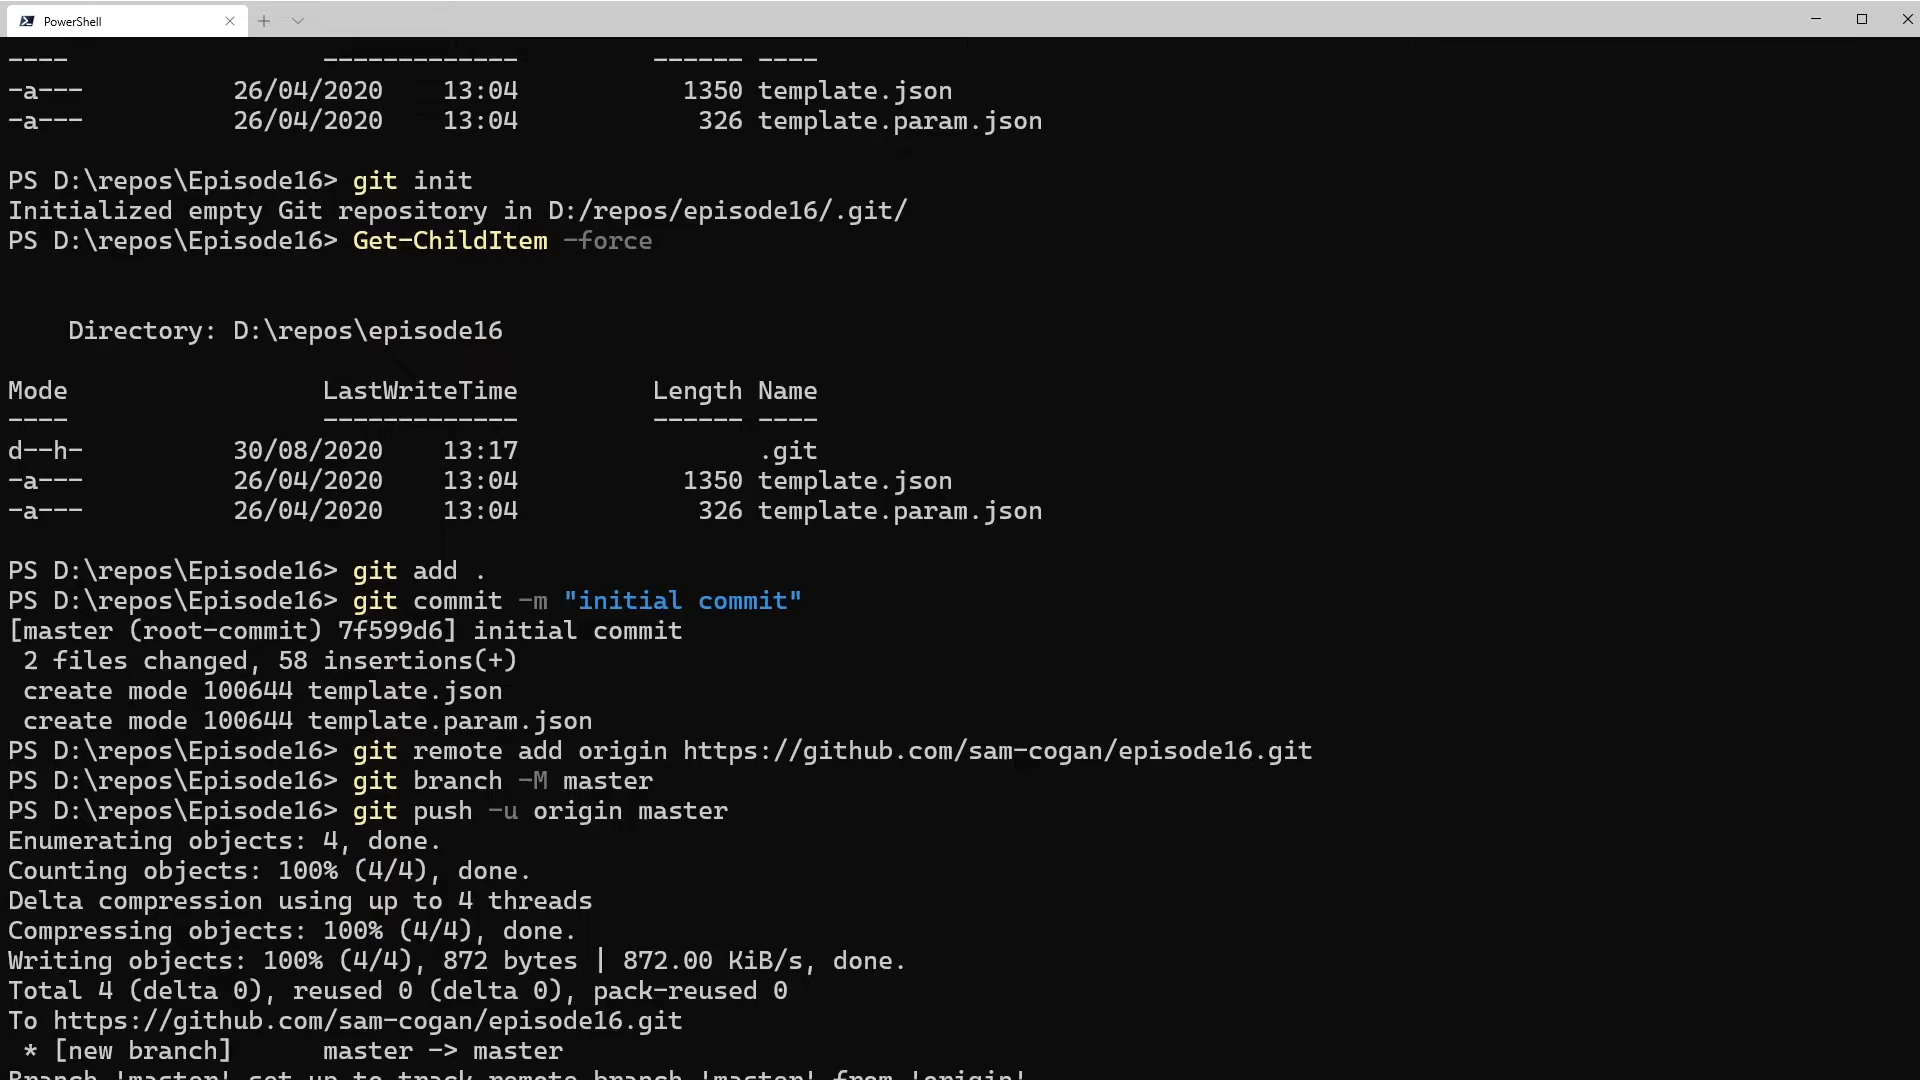 PowerShell
----                 -------------         ------ ----
-a---          26/04/2020    13:04           1350 template.json
-a---          26/04/2020    13:04            326 template.param.json
PS D:\repos\Episode16> git init
Initialized empty Git repository in D:/repos/episode16/.git/
PS D:\repos\Episode16> Get-ChildItem -force
    Directory: D:\repos\episode16
Mode                 LastWriteTime         Length Name
----                 -------------         ------ ----
d--h-          30/08/2020    13:17                .git
-a---          26/04/2020    13:04           1350 template.json
-a---          26/04/2020    13:04            326 template.param.json
PS D:\repos\Episode16> git add .
PS D:\repos\Episode16> git commit -m "initial commit"
[master (root-commit) 7f599d6] initial commit
 2 files changed, 58 insertions(+)
 create mode 100644 template.json
 create mode 100644 template.param.json
PS D:\repos\Episode16> git remote add origin https://github.com/sam-cogan/episode16.git
PS D:\repos\Episode16> git branch -M master
PS D:\repos\Episode16> git push -u origin master
Enumerating objects: 4, done.
Counting objects: 100% (4/4), done.
Delta compression using up to 4 threads
Compressing objects: 100% (4/4), done.
Writing objects: 100% (4/4), 872 bytes | 872.00 KiB/s, done.
Total 4 (delta 0), reused 0 (delta 0), pack-reused 0
To https://github.com/sam-cogan/episode16.git
 * [new branch]      master -> master
Branch 'master' set up to track remote branch 'master' from 'origin'